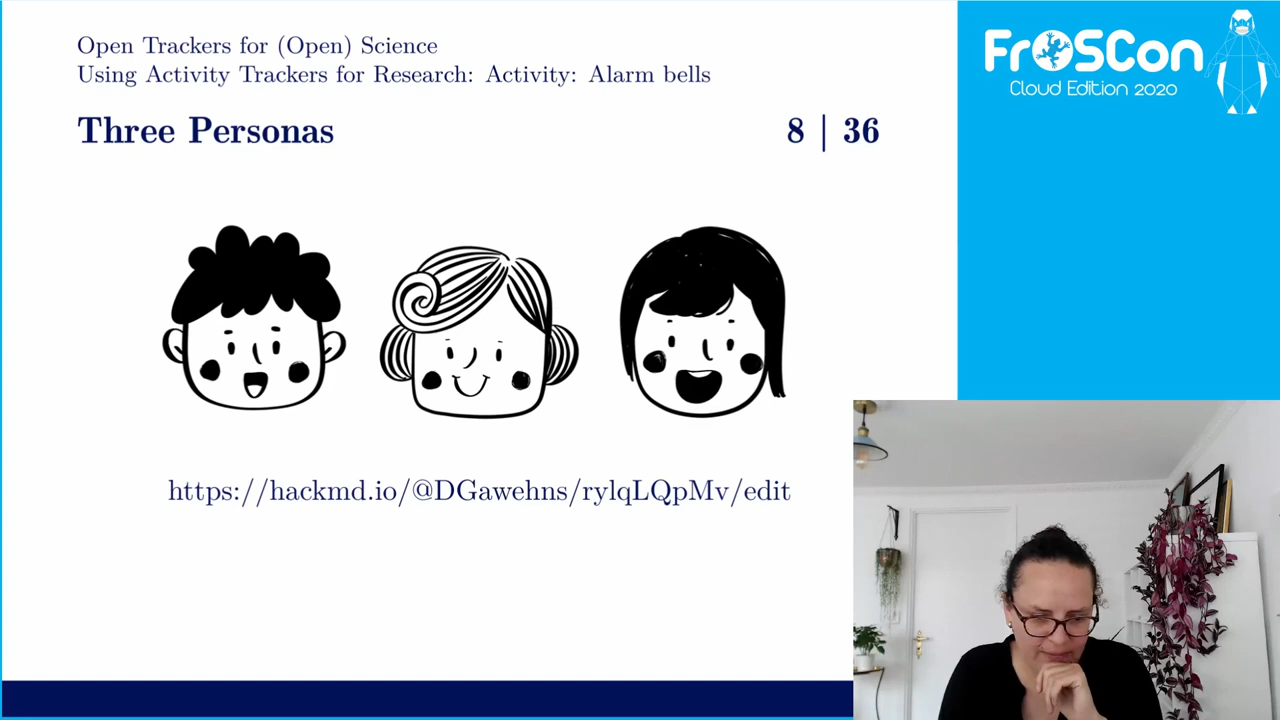 Open Trackers for (Open) Science
Using Activity Trackers for Research: Activity: Alarm bells
Three Personas
8 | 36
https://hackmd.io/@DGawehns/rylqLQpMv/edit
FrOSCon
Cloud Edition 2020